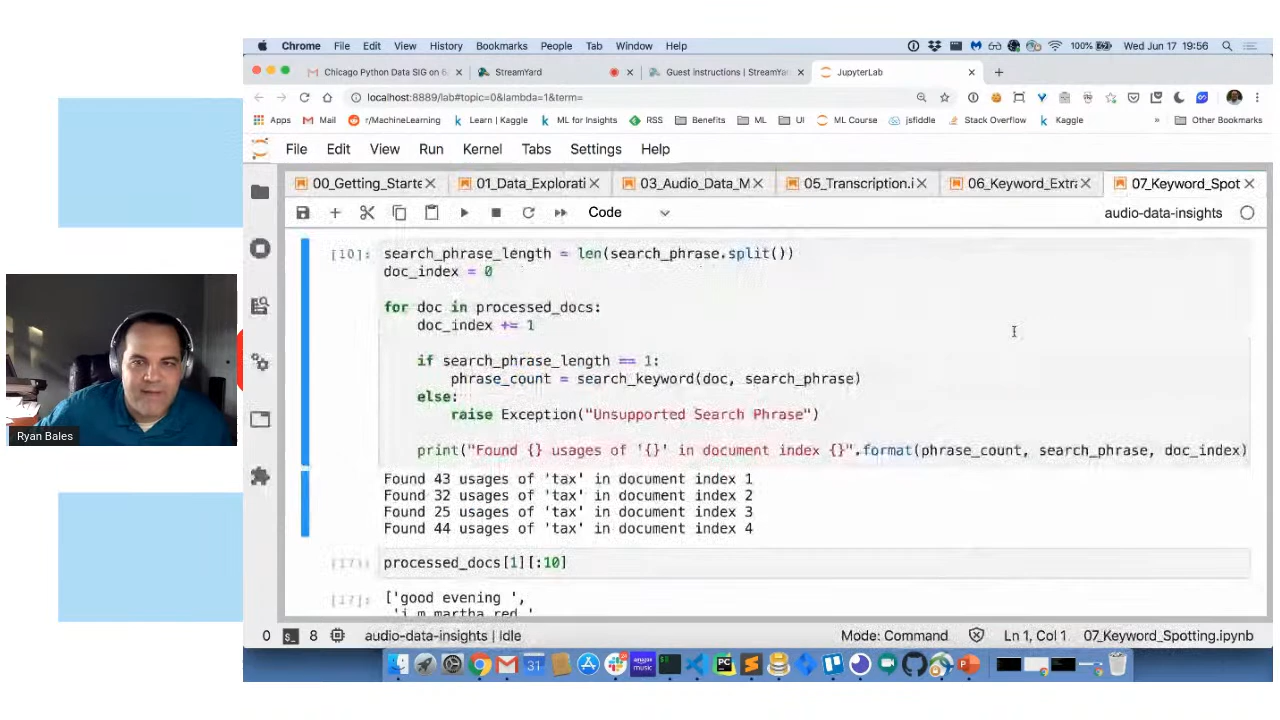 Chrome File Edit View History Bookmarks People Tab Window Help 100% Wed Jun 17 19:56
Chicago Python Data SIG on 6 StreamYard Guest Instructions | StreamYar JupyterLab
localhost:8889/lab#topic=0&lambda=1&term=
Apps Mail r/MachineLearning Learn | Kaggle ML for Insights RSS Benefits ML UI ML Course jsfiddle Stack Overflow Kaggle » Other Bookmarks
File Edit View Run Kernel Tabs Settings Help
00_Getting_Starte 01_Data_Explorati 03_Audio_Data_M 05_Transcription.i 06_Keyword_Extra 07_Keyword_Spot
Code audio-data-insights
[10]: search_phrase_length = len(search_phrase.split())
doc_index = 0
for doc in processed_docs:
doc_index += 1
if search_phrase_length == 1:
phrase_count = search_keyword(doc, search_phrase)
else:
raise Exception("Unsupported Search Phrase")
print("Found {} usages of '{}' in document index {}".format(phrase_count, search_phrase, doc_index)
Found 43 usages of 'tax' in document index 1
Found 32 usages of 'tax' in document index 2
Found 25 usages of 'tax' in document index 3
Found 44 usages of 'tax' in document index 4
[17]: processed_docs[1][:10]
[17]: ['good evening ',
'i m martha red '
0 8 audio-data-insights | Idle Mode: Command Ln 1, Col 1 07_Keyword_Spotting.ipynb
Ryan Bales